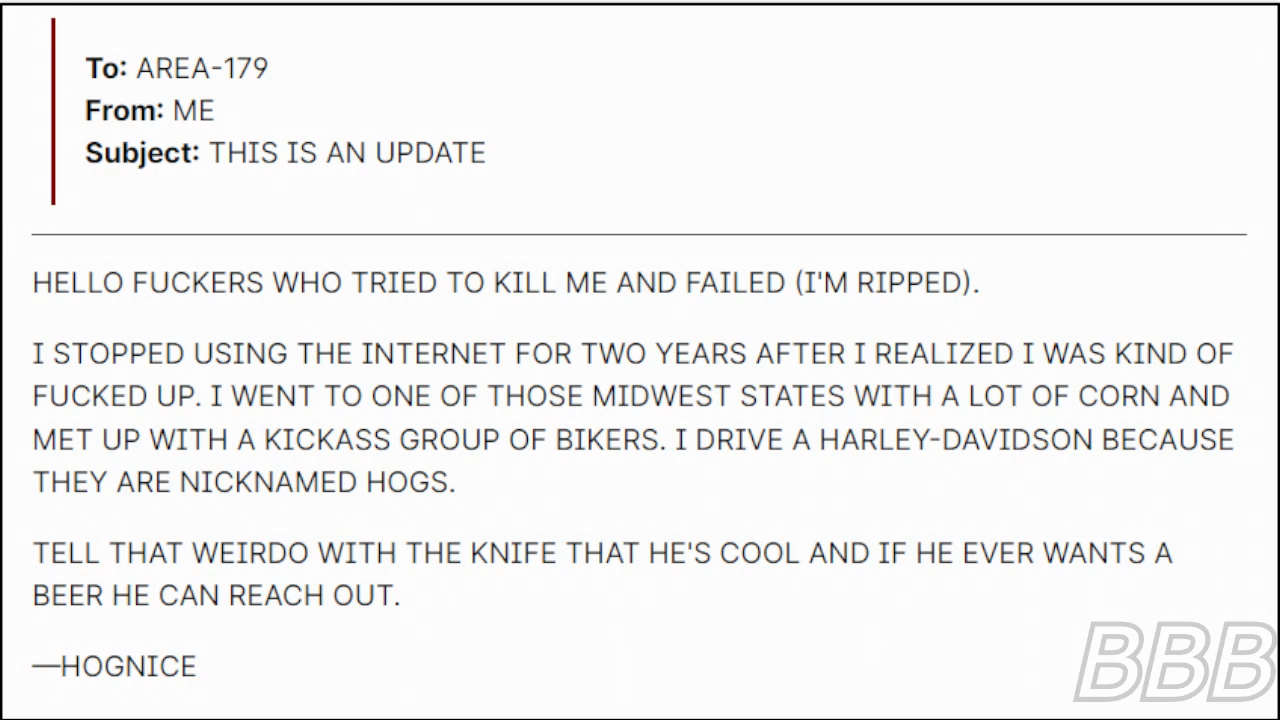 To: AREA-179
From: ME
Subject: THIS IS AN UPDATE
HELLO FUCKERS WHO TRIED TO KILL ME AND FAILED (I'M RIPPED).
I STOPPED USING THE INTERNET FOR TWO YEARS AFTER I REALIZED I WAS KIND OF
FUCKED UP. I WENT TO ONE OF THOSE MIDWEST STATES WITH A LOT OF CORN AND
MET UP WITH A KICKASS GROUP OF BIKERS. I DRIVE A HARLEY-DAVIDSON BECAUSE
THEY ARE NICKNAMED HOGS.
TELL THAT WEIRDO WITH THE KNIFE THAT HE'S COOL AND IF HE EVER WANTS A
BEER HE CAN REACH OUT.
—HOGNICE
BBB